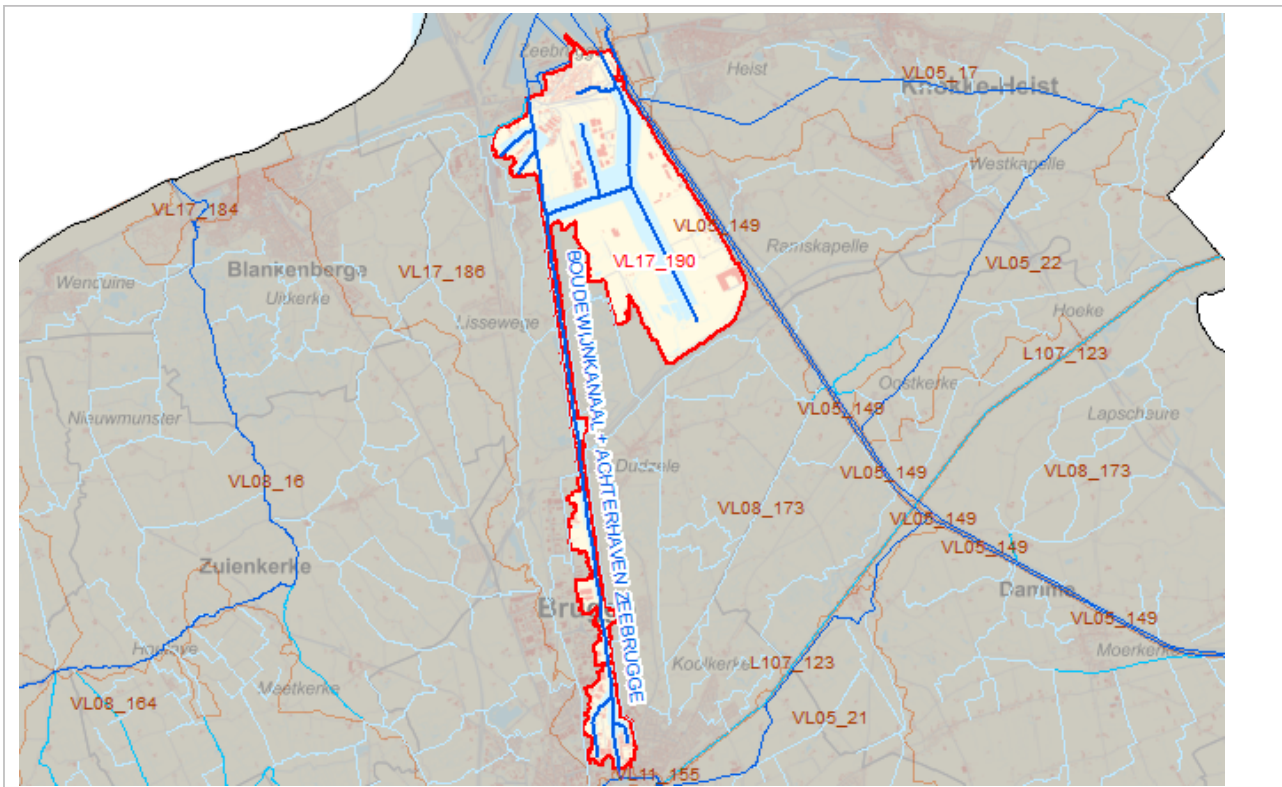 Heist
VL05_17
Knokke-Heist
Westkapelle
VL17_184
VL05_149
Ramskapelle
VL17_190
VL05_22
Blankenberge
VL17_186
Uitkerke
Wenduine
Lissewege
Hoeke
L107_123
BOUDEWIJNKANAAL + ACHTERHAVEN ZEEBRUGGE
Oostkerke
VL05_149
Lapscheure
Nieuwmunster
Dudzele
VL05_149
VL08_173
VL08_16
VL08_173
VL05_149
VL05_149
Zuienkerke
Damme
VL05_149
Moerkerke
Houtave
Koolkerke
L107_123
Meetkerke
VL08_164
VL05_21
VL11_155